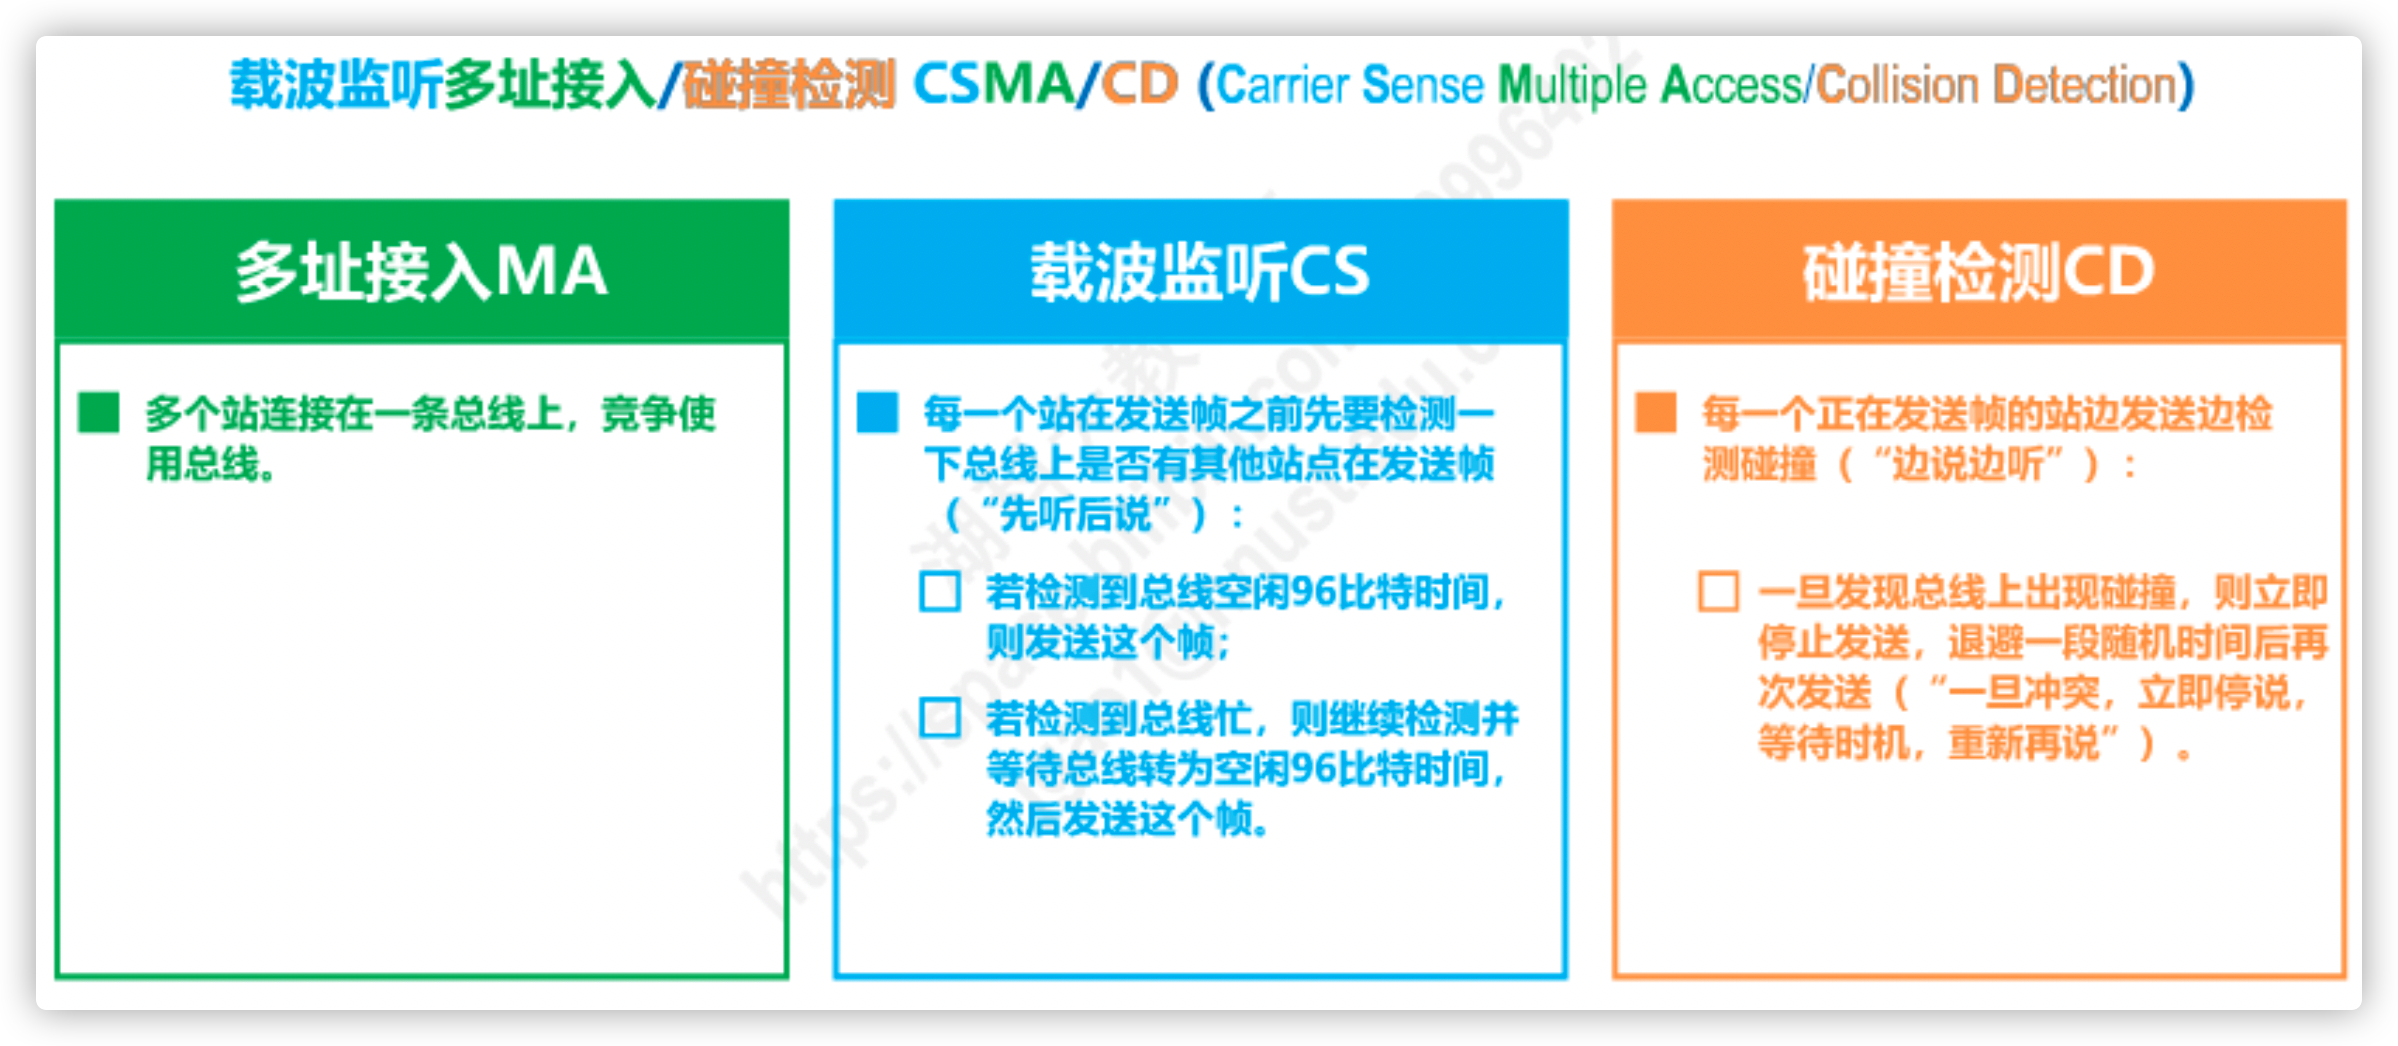 载波监听多址接入/碰撞检测 CSMA/CD (Carrier Sense Multiple Access/Collision Detection)
多址接入MA
多个站连接在一条总线上，竞争使
用总线。
载波监听CS
每一个站在发送帧之前先要检测一
下总线上是否有其他站点在发送帧
（“先听后说”）：
若检测到总线空闲96比特时间，
则发送这个帧；
若检测到总线忙，则继续检测并
等待总线转为空闲96比特时间，
然后发送这个帧。
碰撞检测CD
每一个正在发送帧的站边发送边检
测碰撞（“边说边听”）：
一旦发现总线上出现碰撞，则立即
停止发送，退避一段随机时间后再
次发送（“一旦冲突，立即停说，
等待时机，重新再说”）。